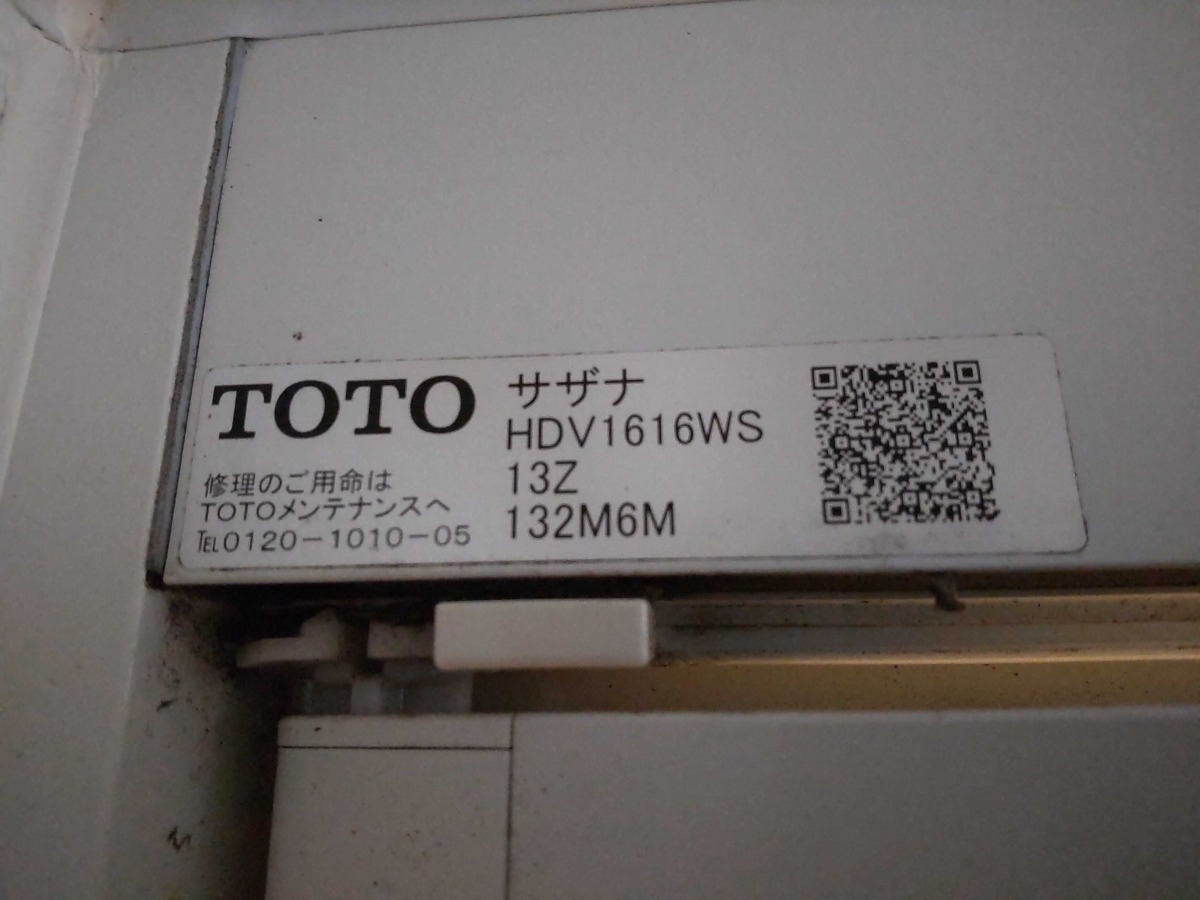 TOTO
修理のご用命は
TOTOメンテナンスへ
℡0120-1010-05
サザナ
HDV1616WS
13Z
132M6M